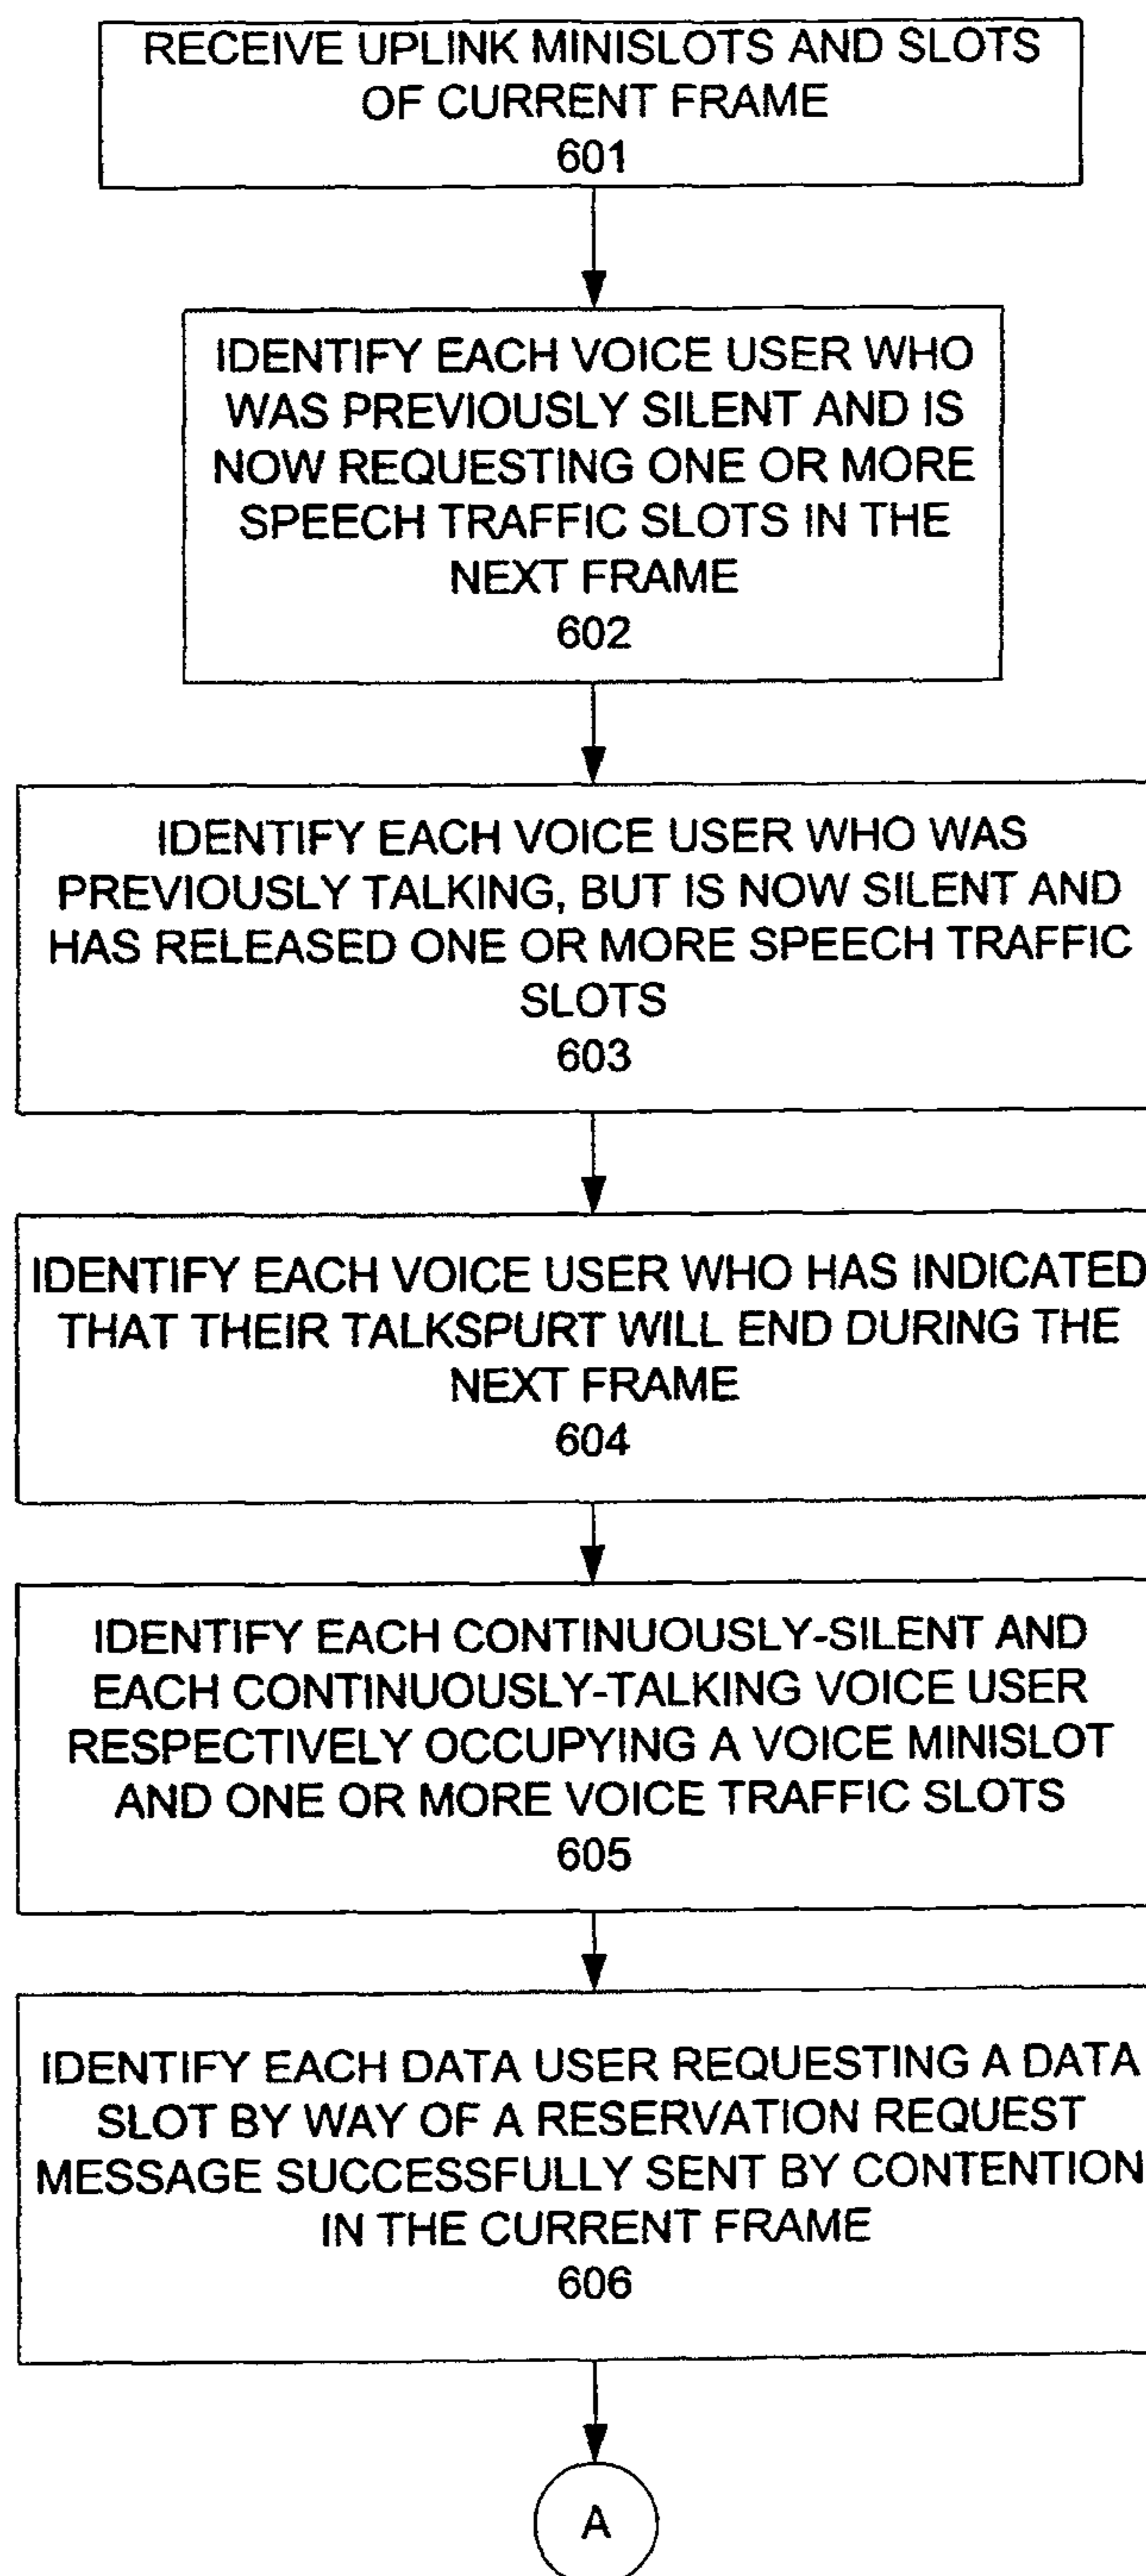 RECEIVE UPLINK MINISLOTS AND SLOTS
OF CURRENT FRAME
601
IDENTIFY EACH VOICE USER WHO
WAS PREVIOUSLY SILENT AND IS
NOW REQUESTING ONE OR MORE
SPEECH TRAFFIC SLOTS IN THE
NEXT FRAME
602
IDENTIFY EACH VOICE USER WHO WAS
PREVIOUSLY TALKING, BUT IS NOW SILENT AND
HAS RELEASED ONE OR MORE SPEECH TRAFFIC
SLOTS
603
IDENTIFY EACH VOICE USER WHO HAS INDICATED
THAT THEIR TALKSPURT WILL END DURING THE
NEXT FRAME
604
IDENTIFY EACH CONTINUOUSLY-SILENT AND
EACH CONTINUOUSLY-TALKING VOICE USER
RESPECTIVELY OCCUPYING A VOICE MINISLOT
AND ONE OR MORE VOICE TRAFFIC SLOTS
605
IDENTIFY EACH DATA USER REQUESTING A DATA
SLOT BY WAY OF A RESERVATION REQUEST
MESSAGE SUCCESSFULLY SENT BY CONTENTION
IN THE CURRENT FRAME
606
A